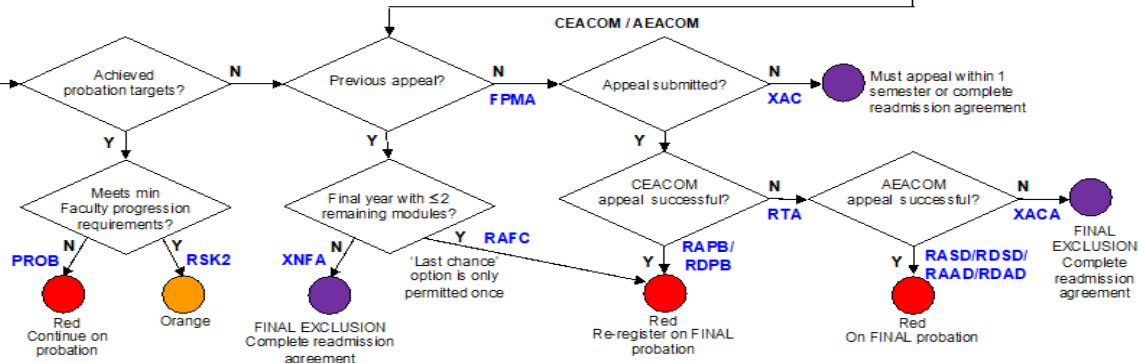 CEACOM / AEACOM
Achieved
probation targets?
N
Previous appeal?
N
FPMA
Appeal submitted?
N
XAC
Must appeal within 1
semester or complete
readmission agreement
Y
Y
Y
Meets min
Faculty progression
requirements?
N
PROB
Y
RSK2
Red
Continue on
probation
Orange
Final year with ≤2
remaining modules?
N
XNFA
Y
RAFC
'Last chance'
option is only
permitted once
FINAL EXCLUSION
Complete readmission
agreement
CEACOM
appeal successful?
N
RTA
RAPB/
RDPB
Y
Red
Re-register on FINAL
probation
AEACOM
appeal successful?
N
XACA
RASD/RDSD/
RAAD/RDAD
Y
Red
On FINAL probation
FINAL
EXCLUSION
Complete
readmission
agreement